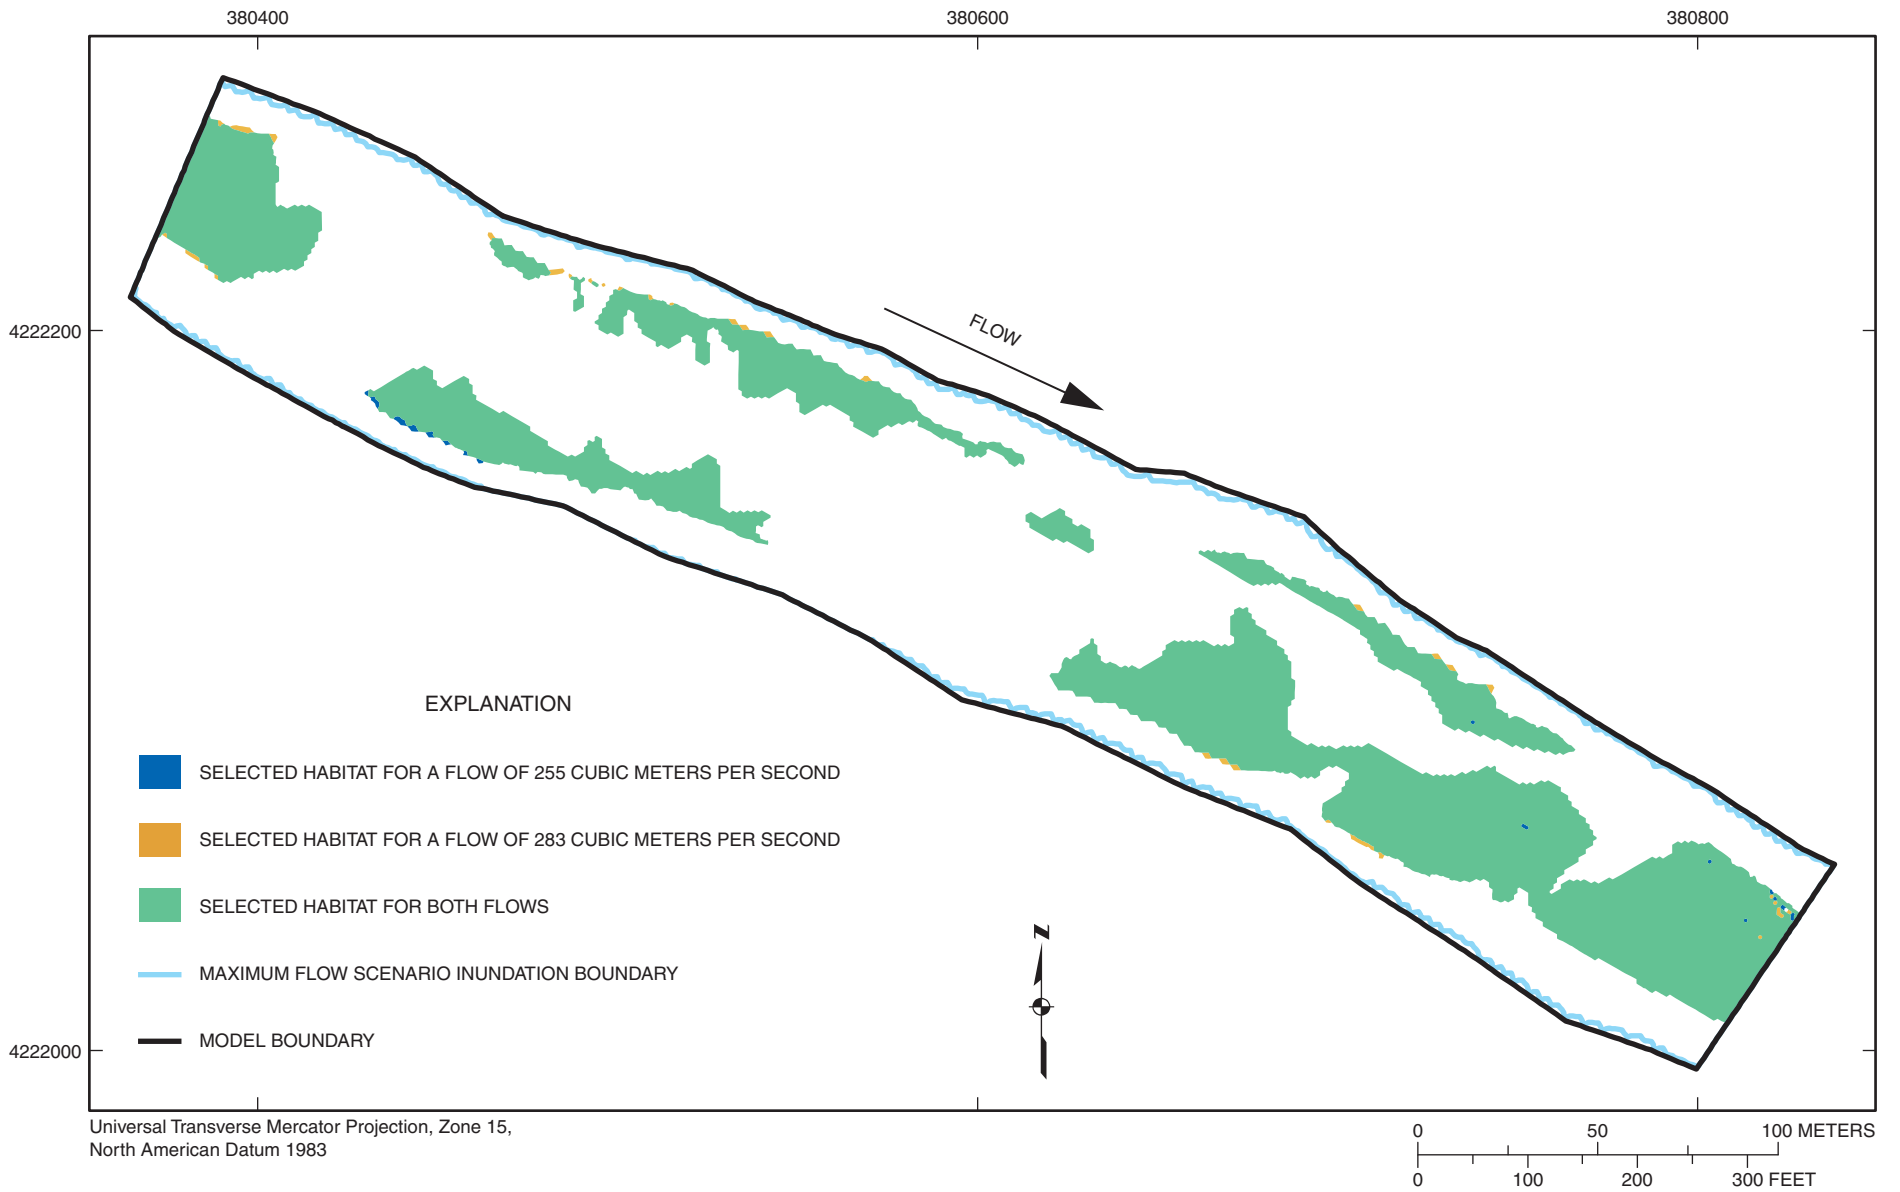 380400
380600
380800
4222200
FLOW
EXPLANATION
SELECTED HABITAT FOR A FLOW OF 255 CUBIC METERS PER SECOND
SELECTED HABITAT FOR A FLOW OF 283 CUBIC METERS PER SECOND
SELECTED HABITAT FOR BOTH FLOWS
MAXIMUM FLOW SCENARIO INUNDATION BOUNDARY
MODEL BOUNDARY
N
4222000
Universal Transverse Mercator Projection, Zone 15,
North American Datum 1983
0 50 100 METERS
0 100 200 300 FEET